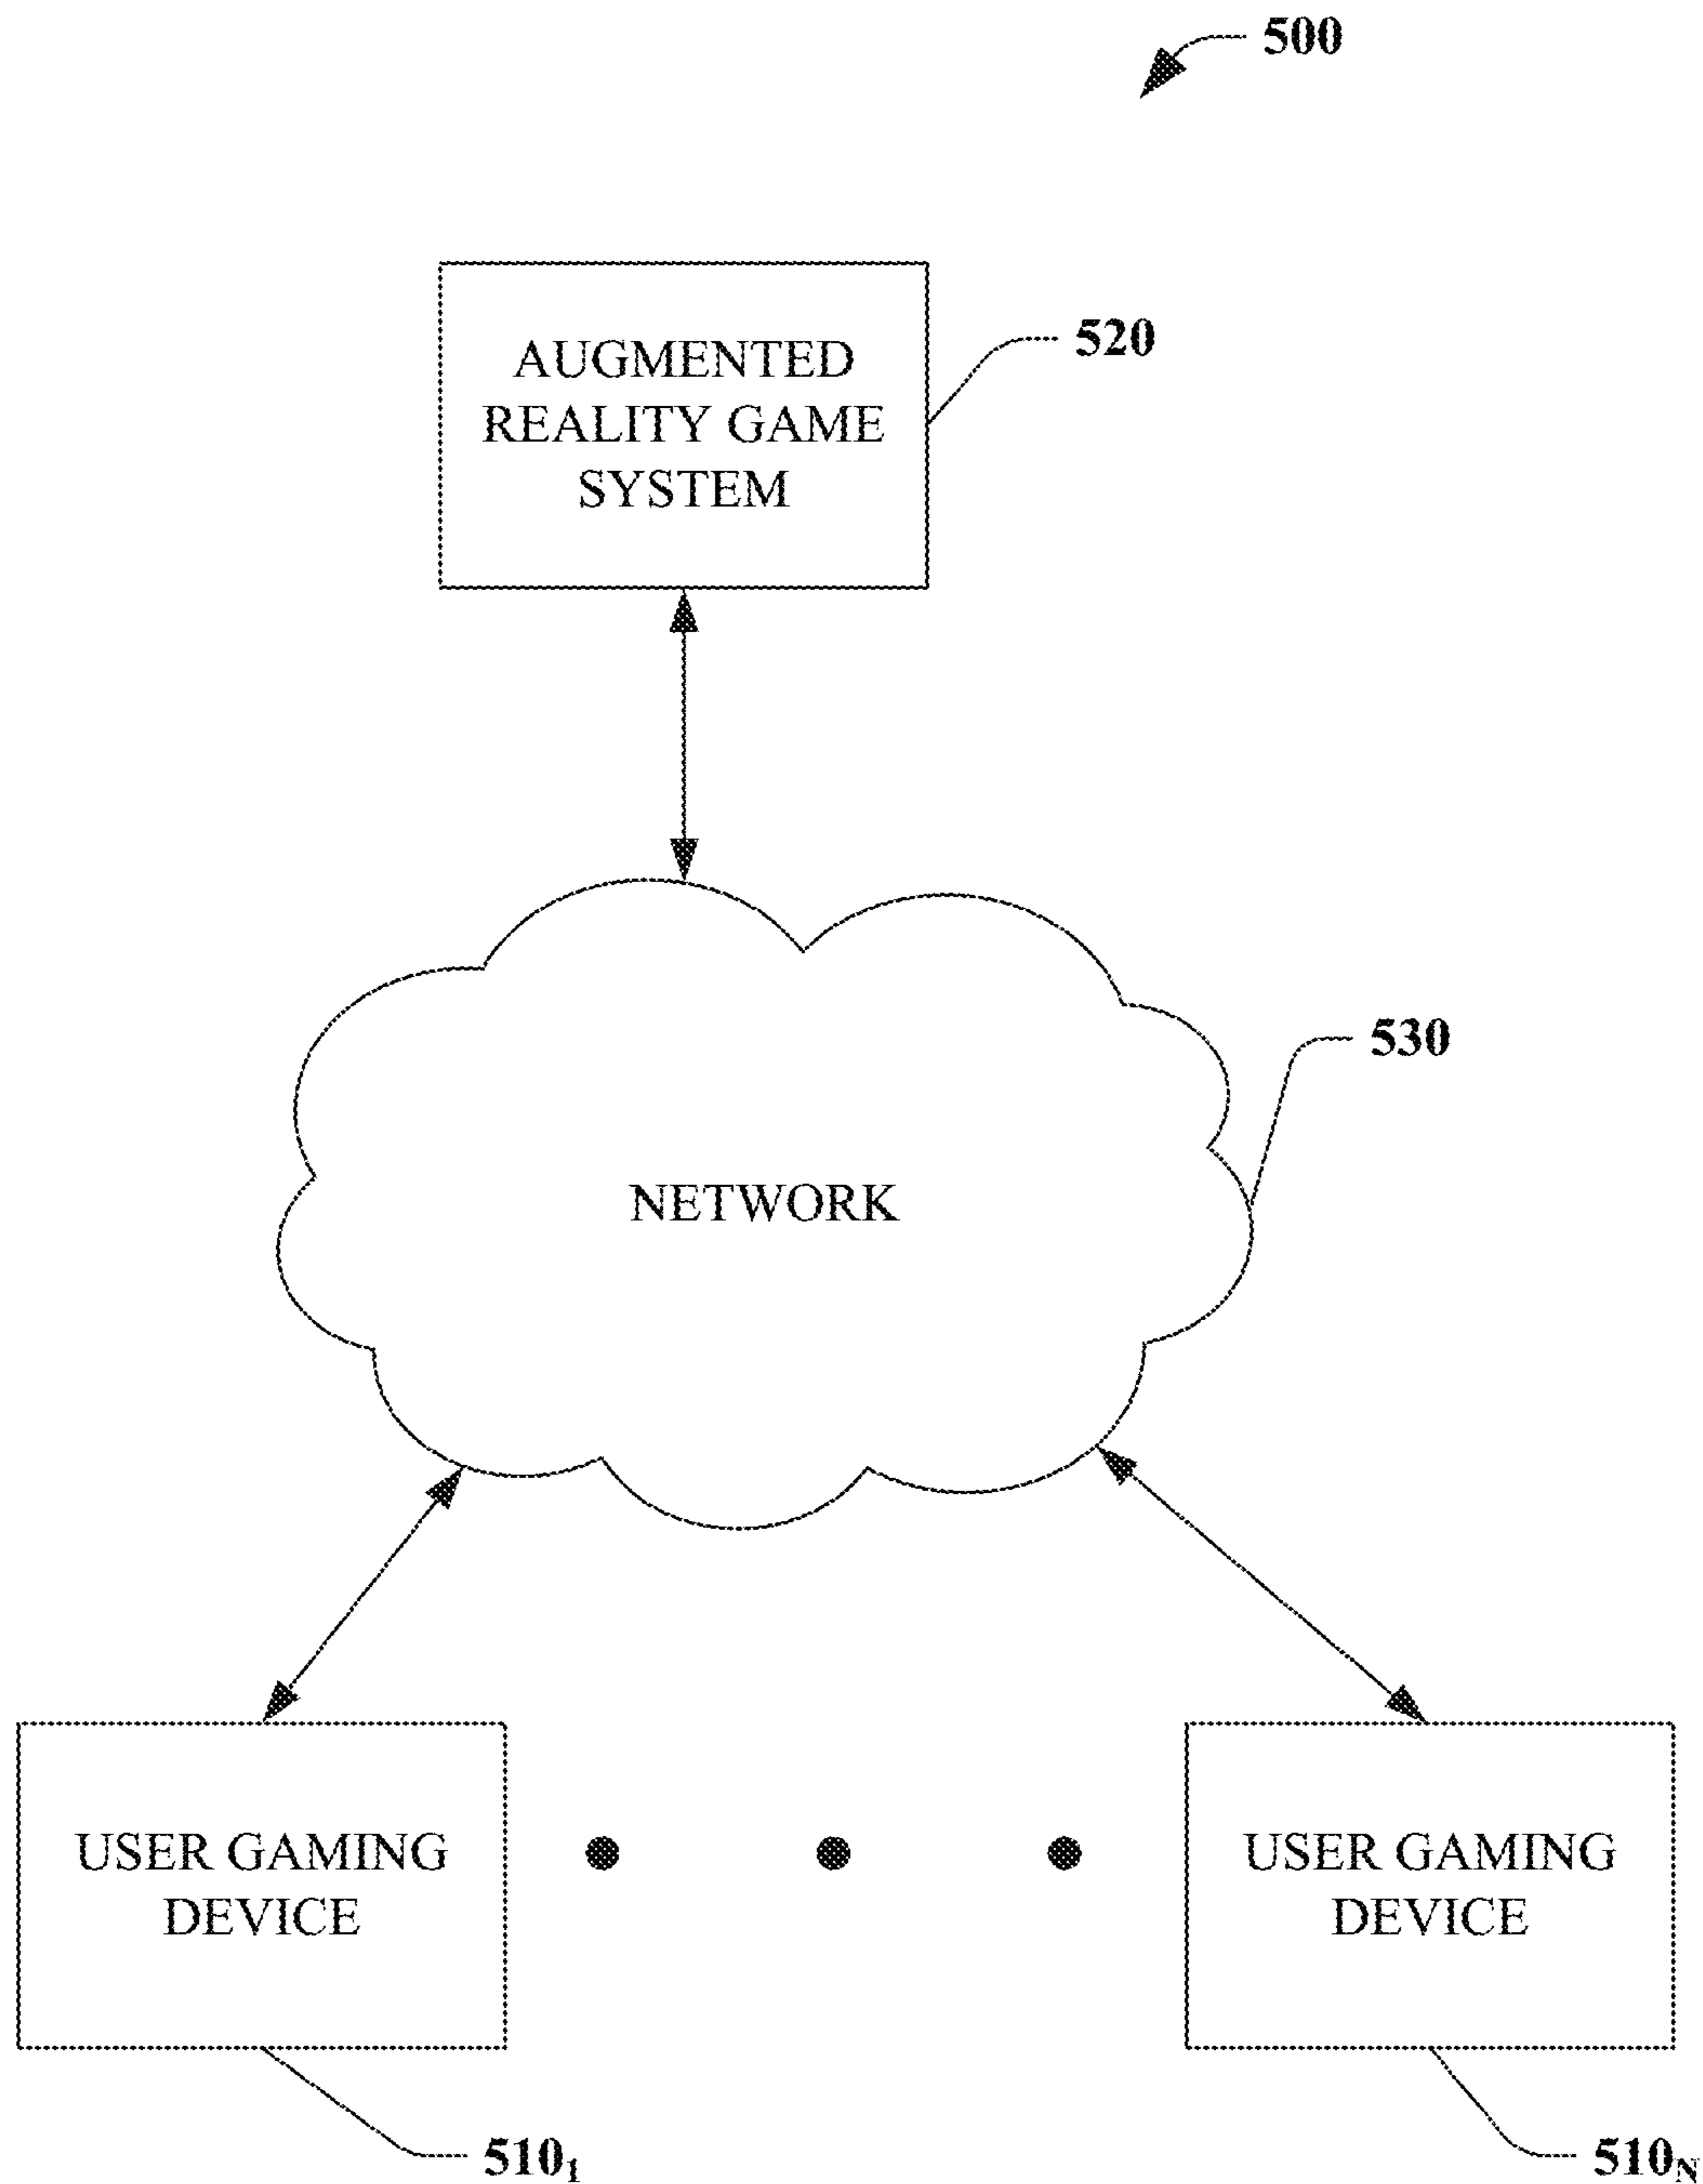 500
AUGMENTED
REALITY GAME
SYSTEM
520
530
NETWORK
USER GAMING
DEVICE
USER GAMING
DEVICE
510₁
510ₙ